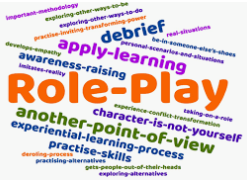 important-methodology
exploring-other-ways-to-be
exploring-other-ways-to-do
practise-inviting-transforming-power
debrief
real-situations
be-in-someone-else's-shoes
develops-empathy
apply-learning
personal-scenarios-and-situations
awareness-raising
imitates-reality
Role-Play
experience-conflict-transformation
taking-on-a-role
another-point-of-view
character-is-not-yourself
experiential-learning-process
practise-skills
deroling-process
practising-alternatives
gets-people-out-of-their-heads
exploring-alternatives